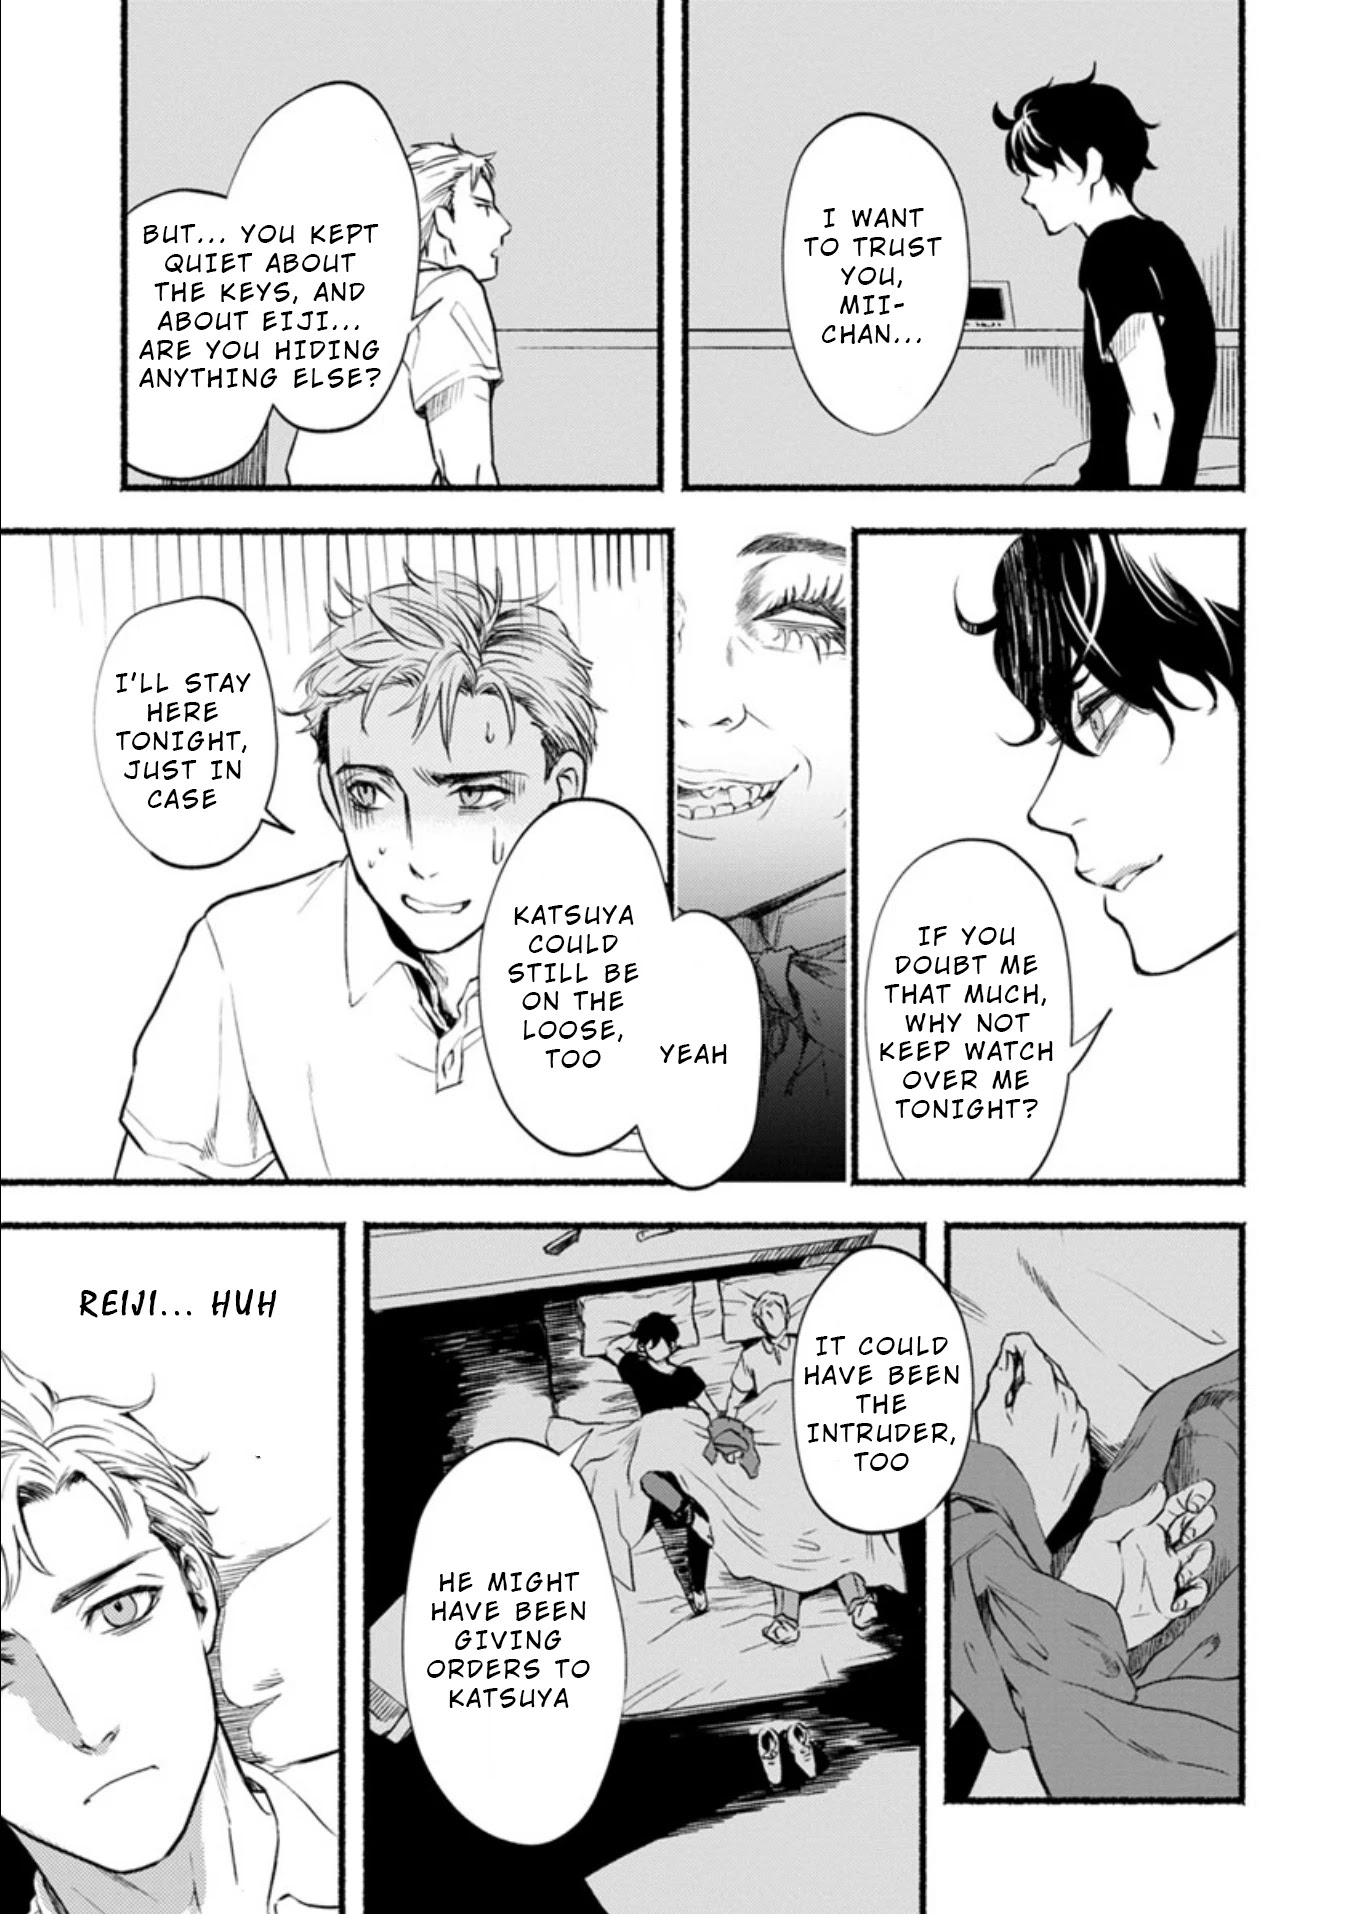 I WANT
TO TRUST
YOU,
MII-
CHAN...
BUT... YOU KEPT
QUIET ABOUT
THE KEYS, AND
ABOUT EIJI...
ARE YOU HIDING
ANYTHING ELSE?
IF YOU
DOUBT ME
THAT MUCH,
WHY NOT
KEEP WATCH
OVER ME
TONIGHT?
YEAH
KATSUYA
COULD
STILL BE
ON THE
LOOSE,
TOO
I'LL STAY
HERE
TONIGHT,
JUST IN
CASE
IT COULD
HAVE BEEN
THE
INTRUDER,
TOO
HE MIGHT
HAVE BEEN
GIVING
ORDERS TO
KATSUYA
REIJI... HUH